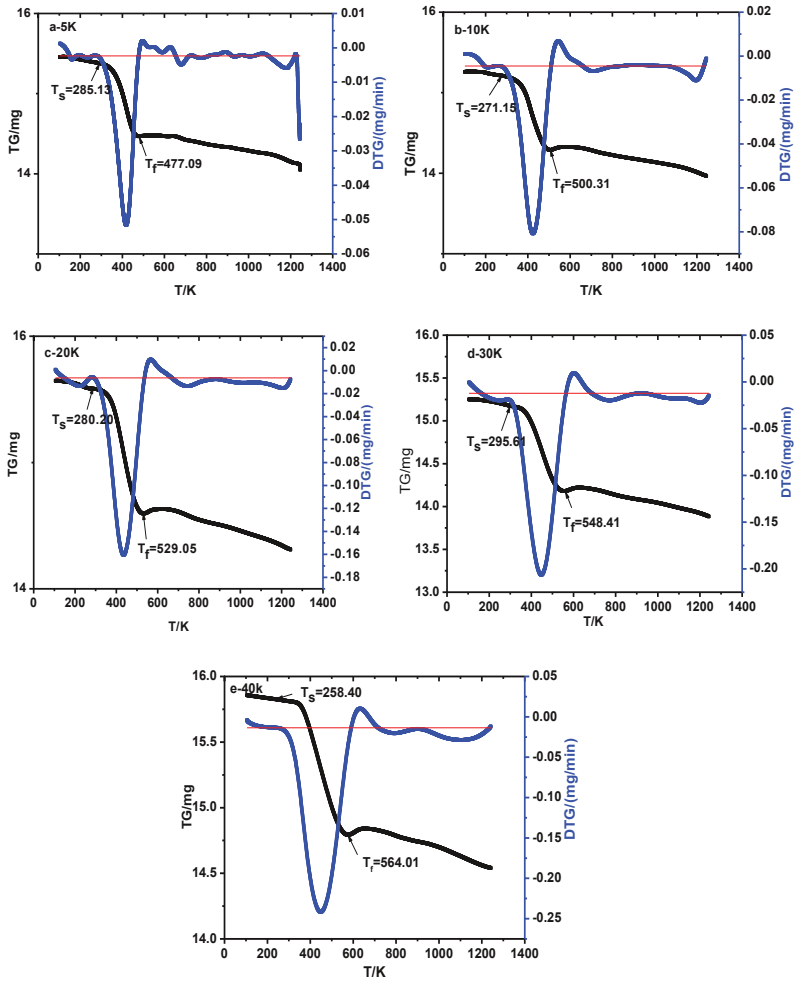 a-5K
16
14
TG/mg
0.01
0.00
-0.01
-0.02
-0.03
-0.04
-0.05
-0.06
DTG/(mg/min)
Ts=285.13
Tf=477.09
0 200 400 600 800 1000 1200 1400
T/K
b-10K
16
14
TG/mg
0.02
0.00
-0.02
-0.04
-0.06
-0.08
DTG/(mg/min)
Ts=271.15
Tf=500.31
0 200 400 600 800 1000 1200 1400
T/K
c-20K
16
14
TG/mg
0.02
0.00
-0.02
-0.04
-0.06
-0.08
-0.10
-0.12
-0.14
-0.16
-0.18
DTG/(mg/min)
Ts=280.20
Tf=529.05
0 200 400 600 800 1000 1200 1400
T/K
d-30K
16.0
15.5
15.0
14.5
14.0
13.5
13.0
TG/mg
0.05
0.00
-0.05
-0.10
-0.15
-0.20
DTG/(mg/min)
Ts=295.61
Tf=548.41
0 200 400 600 800 1000 1200 1400
T/K
e-40k
16.0
15.5
15.0
14.5
14.0
TG/mg
0.05
0.00
-0.05
-0.10
-0.15
-0.20
-0.25
DTG/(mg/min)
Ts=258.40
Tf=564.01
0 200 400 600 800 1000 1200 1400
T/K